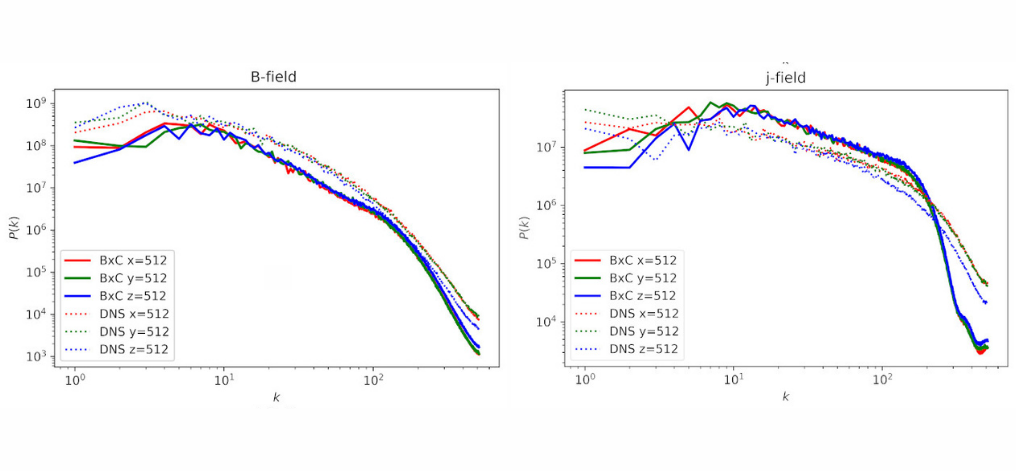 B-field
10⁹
10⁸
10⁷
10⁶
10⁵
10⁴
10³
P(k)
BxC x=512
BxC y=512
BxC z=512
DNS x=512
DNS y=512
DNS z=512
10⁰
10¹
10²
k
j-field
10⁷
10⁶
10⁵
10⁴
P(k)
BxC x=512
BxC y=512
BxC z=512
DNS x=512
DNS y=512
DNS z=512
10⁰
10¹
10²
k